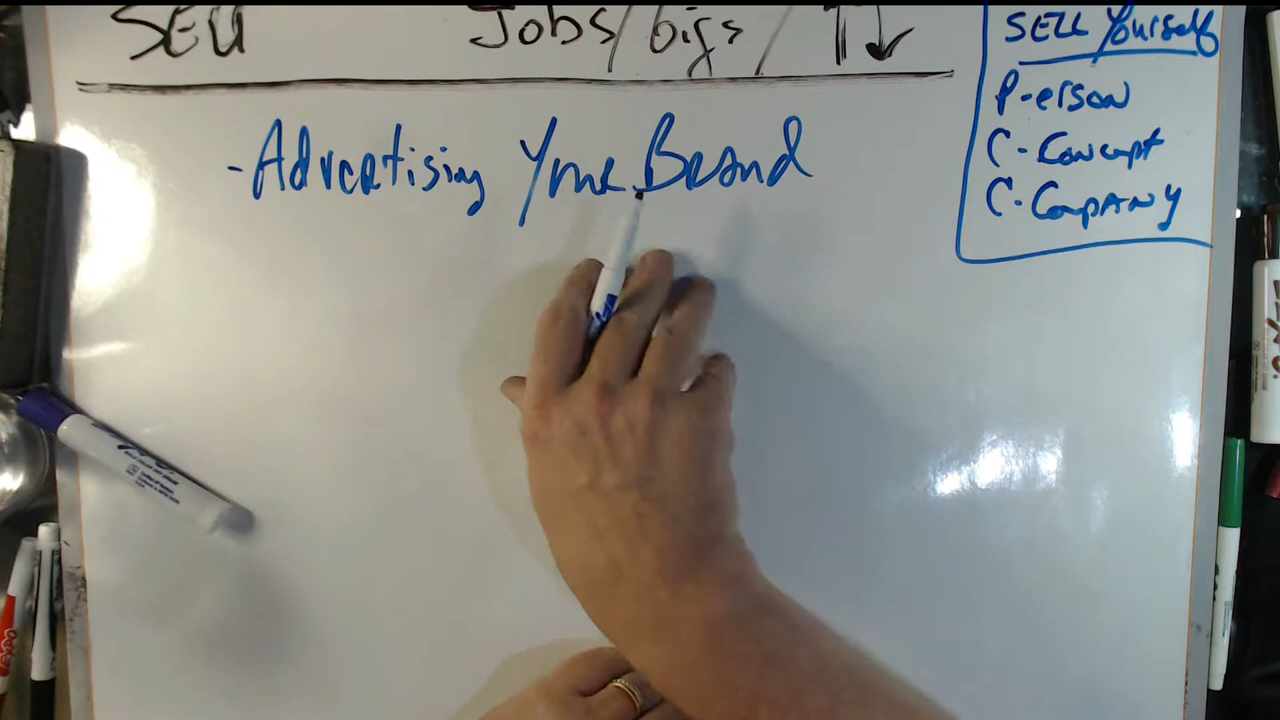 SELL Jobs/Gigs/↑↓
- Advertising Your Brand
SELL Yourself
P-erson
C-Concept
C-Company